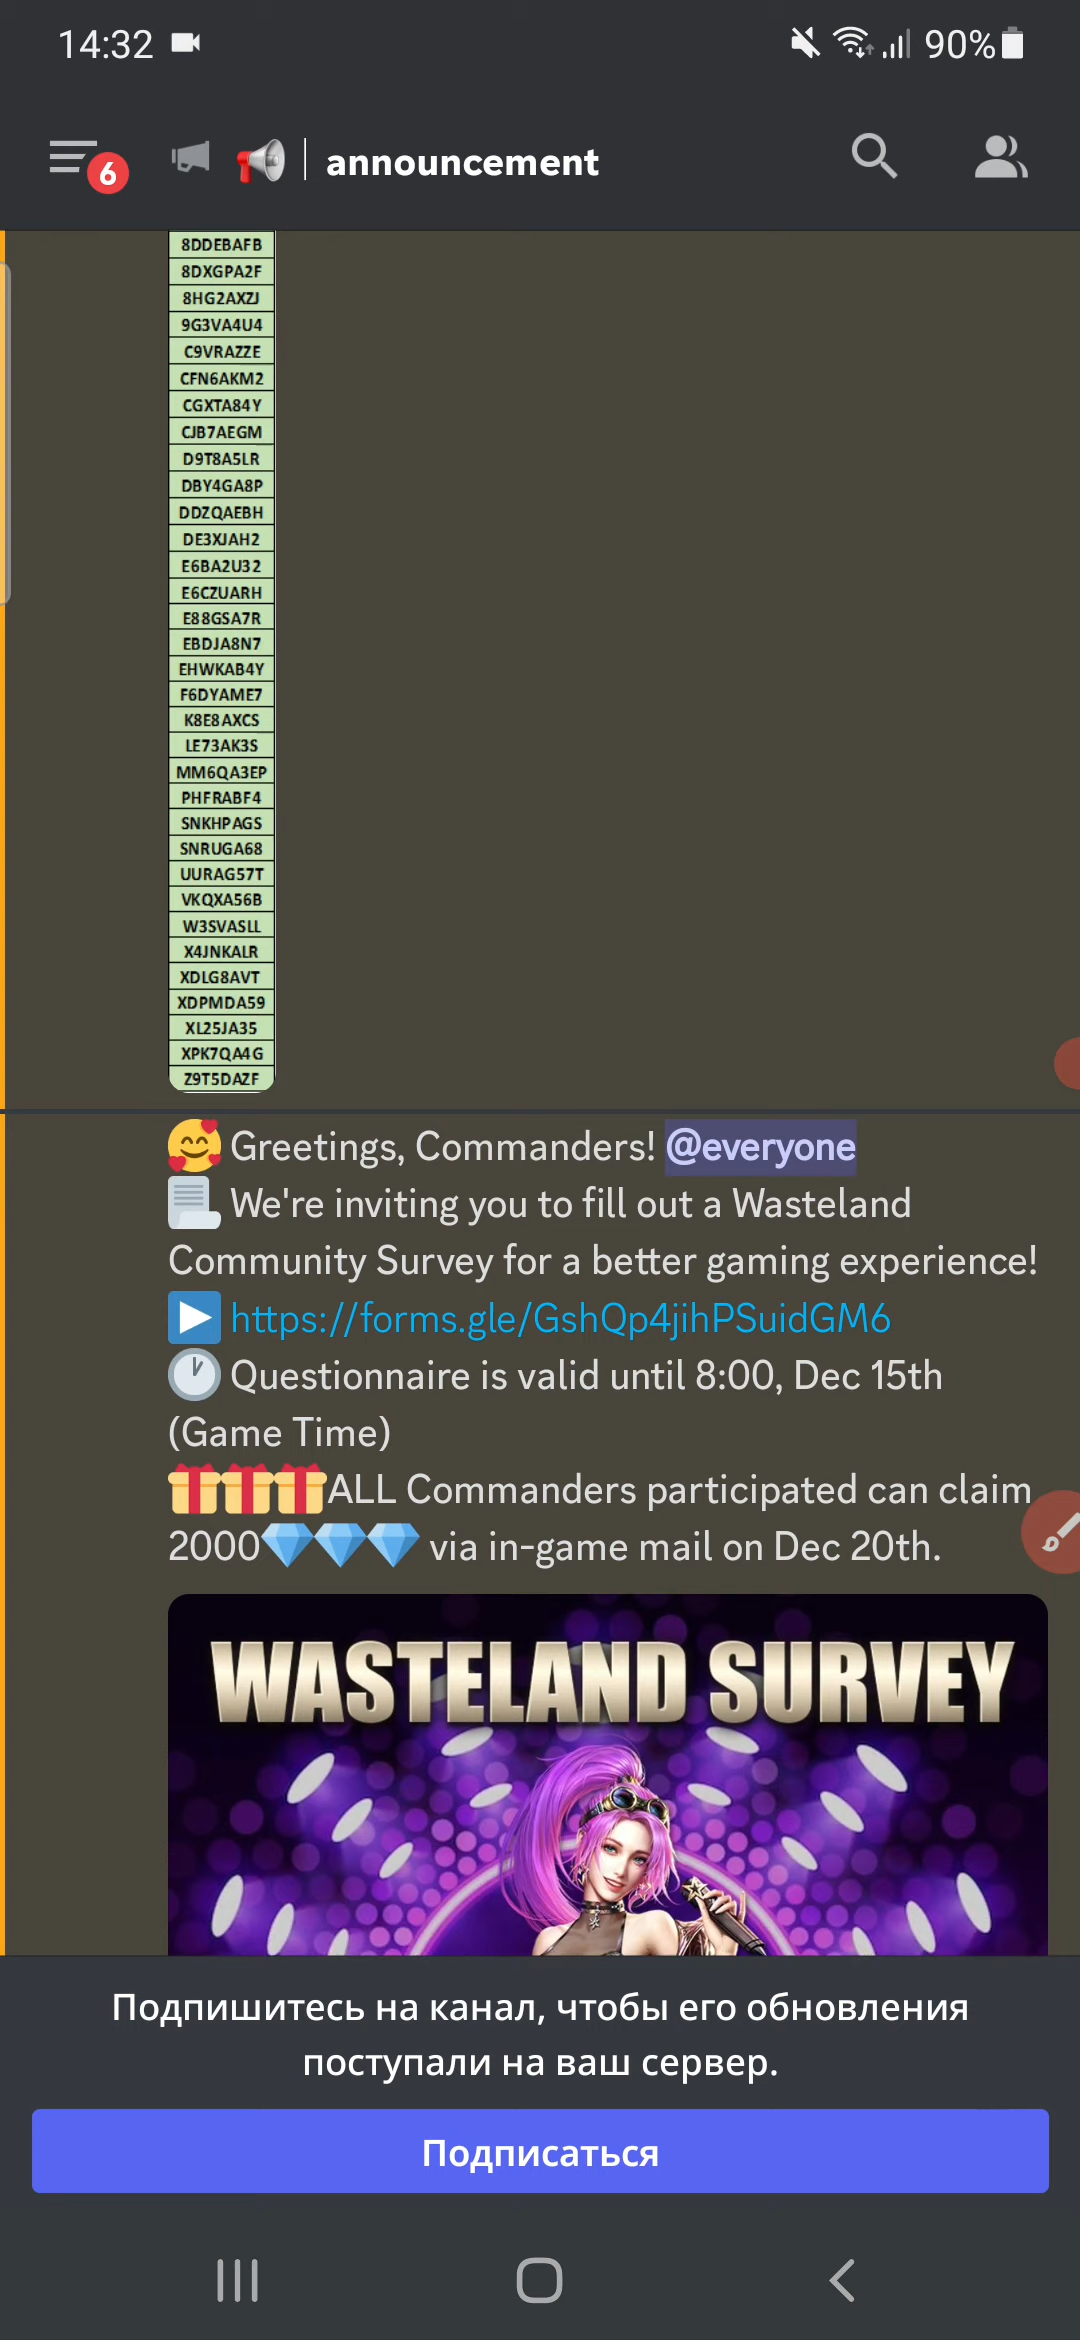 14:32
90%
6
announcement
8DDEBAFB
8DXGPA2F
8HG2AXZJ
9G3VA4U4
C9VRAZZE
CFN6AKM2
CGXTA84Y
CJB7AEGM
D9T8A5LR
DBY4GA8P
DDZQAEBH
DE3XJAH2
E6BA2U32
E6CZUARH
E88GSA7R
EBDJA8N7
EHWKAB4Y
F6DYAME7
K8E8AXCS
LE73AK3S
MM6QA3EP
PHFRABF4
SNKHPAGS
SNRUGA68
UURAG57T
VKQXA56B
W3SVASLL
X4JNKALR
XDLG8AVT
XDPMDA59
XL25JA35
XPK7QA4G
Z9T5DAZF
Greetings, Commanders! @everyone
We're inviting you to fill out a Wasteland
Community Survey for a better gaming experience!
https://forms.gle/GshQp4jihPSuidGM6
Questionnaire is valid until 8:00, Dec 15th
(Game Time)
ALL Commanders participated can claim
2000 via in-game mail on Dec 20th.
WASTELAND SURVEY
Подпишитесь на канал, чтобы его обновления
поступали на ваш сервер.
Подписаться